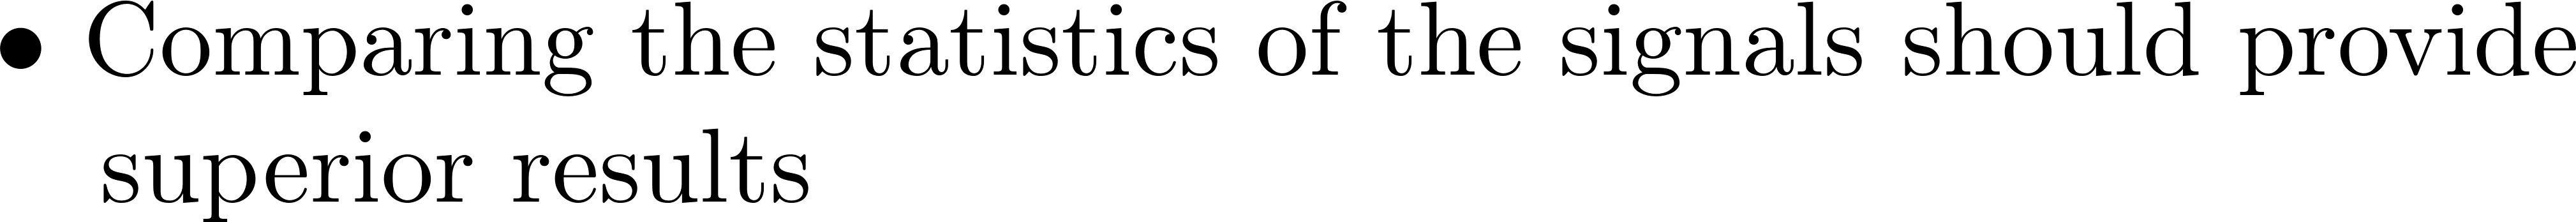 • Comparing the statistics of the signals should provide
superior results